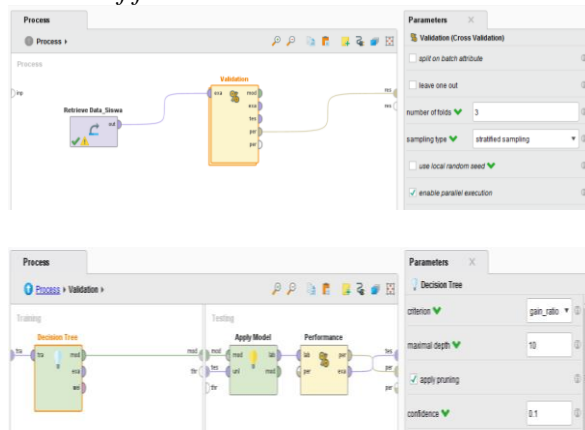 Process
Process
Process
inp
Retrieve Data_Siswa
out
Validation
exa
mod
exa
tes
per
per
res
res
Parameters
Validation (Cross Validation)
split on batch attribute
leave one out
number of folds
3
sampling type
stratified sampling
use local random seed
enable parallel execution
Process
Process
Validation
Parameters
Decision Tree
Training
Decision Tree
tra
tra
mod
exa
wei
mod
thr
Testing
mod
tes
thr
Apply Model
mod
unl
lab
mod
Performance
lab
per
per
exa
tes
per
per
criterion
gain_ratio
maximal depth
10
apply pruning
confidence
0.1